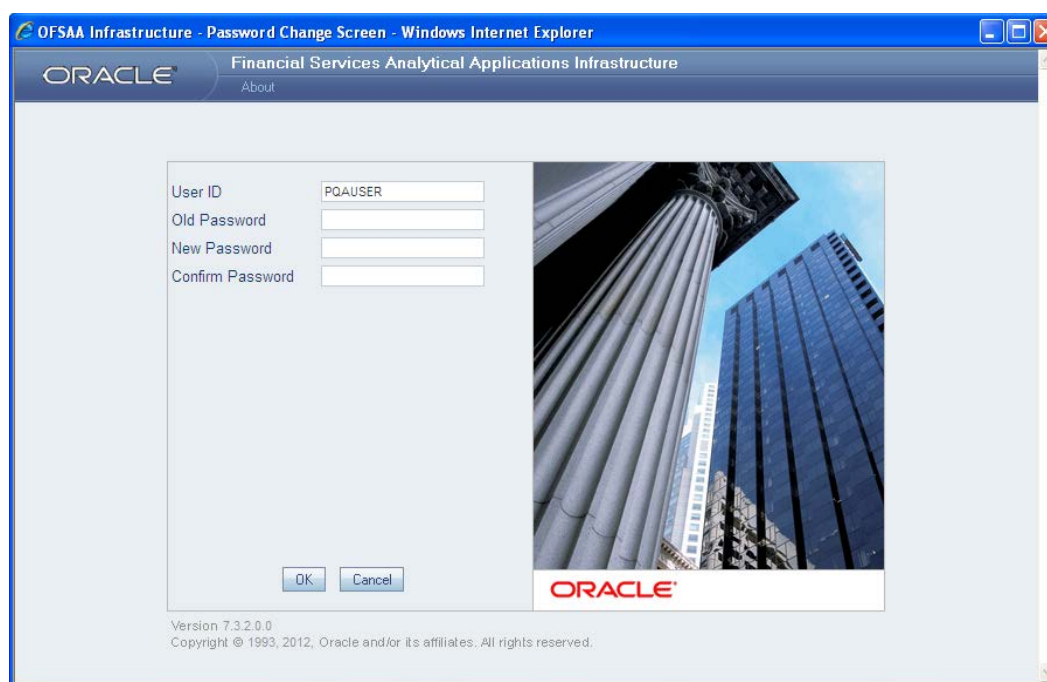 OFSAA Infrastructure - Password Change Screen - Windows Internet Explorer
ORACLE
Financial Services Analytical Applications Infrastructure
About
User ID PQAUSER
Old Password
New Password
Confirm Password
OK Cancel
ORACLE
Version 7.3.2.0.0
Copyright © 1993, 2012, Oracle and/or its affiliates. All rights reserved.